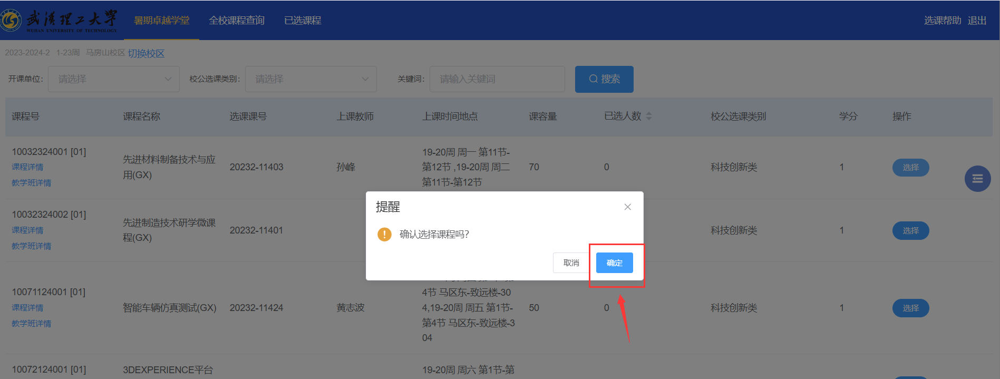 武汉理工大学
WUHAN UNIVERSITY OF TECHNOLOGY
暑期卓越学堂 全校课程查询 已选课程 选课帮助 退出
2023-2024-2 1-23周 马房山校区 切换校区
开课单位: 请选择 校公选课类别: 请选择 关键词: 请输入关键词 搜索
课程号 课程名称 选课课号 上课教师 上课时间地点 课容量 已选人数 校公选课类别 学分 操作
10032324001 [01]
课程详情
教学班详情
先进材料制备技术与应
用(GX)
20232-11403
孙峰
19-20周 周一 第11节-
第12节 ,19-20周 周二
第11节-第12节
70
0
科技创新类
1
选择
10032324002 [01]
课程详情
教学班详情
先进制造技术研学微课
程(GX)
20232-11401
科技创新类
1
选择
提醒
确认选择课程吗?
取消 确定
10071124001 [01]
课程详情
教学班详情
智能车辆仿真测试(GX)
20232-11424
黄志波
4节 马区东-致远楼-30
4,19-20周 周五 第1节-
第4节 马区东-致远楼-3
04
50
0
科技创新类
1
选择
10072124001 [01]
3DEXPERIENCE平台
19-20周 周六 第1节-第